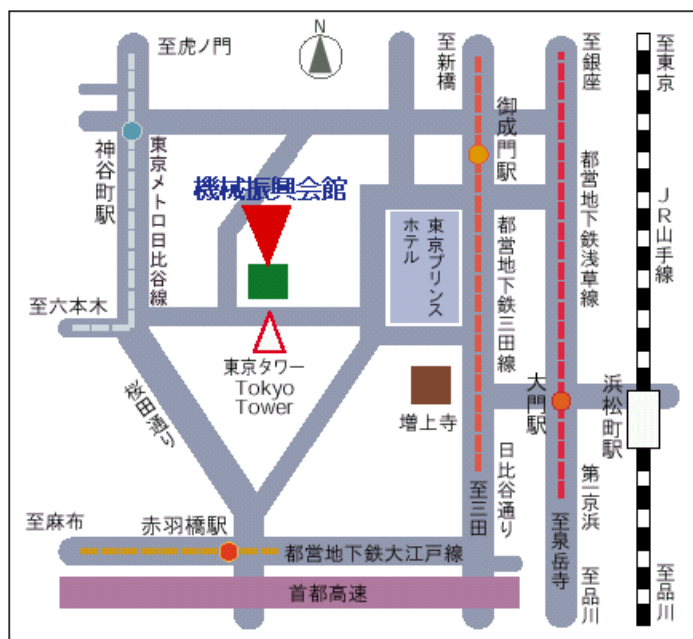 N
至虎ノ門
至新橋
至銀座
至東京
御成門駅
神谷町駅
東京メトロ日比谷線
機械振興会館
都営地下鉄浅草線
JR山手線
東京プリンス
ホテル
都営地下鉄三田線
至六本木
東京タワー
Tokyo
Tower
桜田通り
増上寺
大門駅
浜松町駅
日比谷通り
至三田
第一京浜
至泉岳寺
至麻布
赤羽橋駅
都営地下鉄大江戸線
至品川
至品川
首都高速